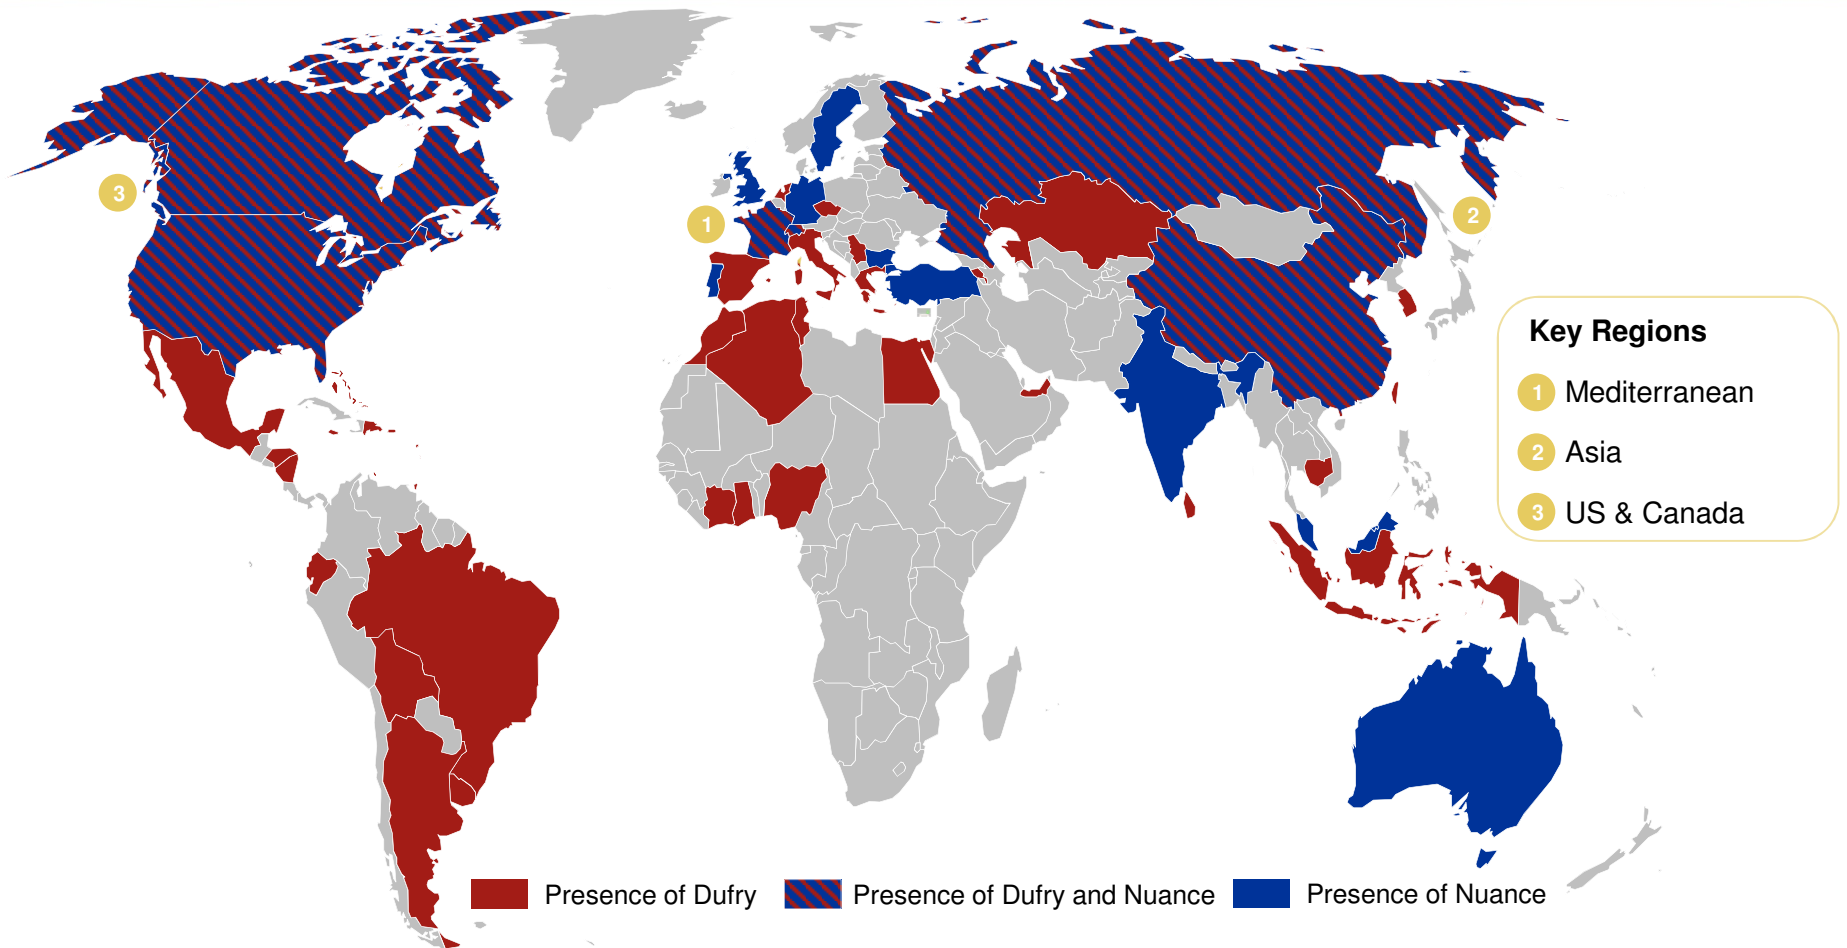 3
1
2
Key Regions
1 Mediterranean
2 Asia
3 US & Canada
Presence of Dufry
Presence of Dufry and Nuance
Presence of Nuance